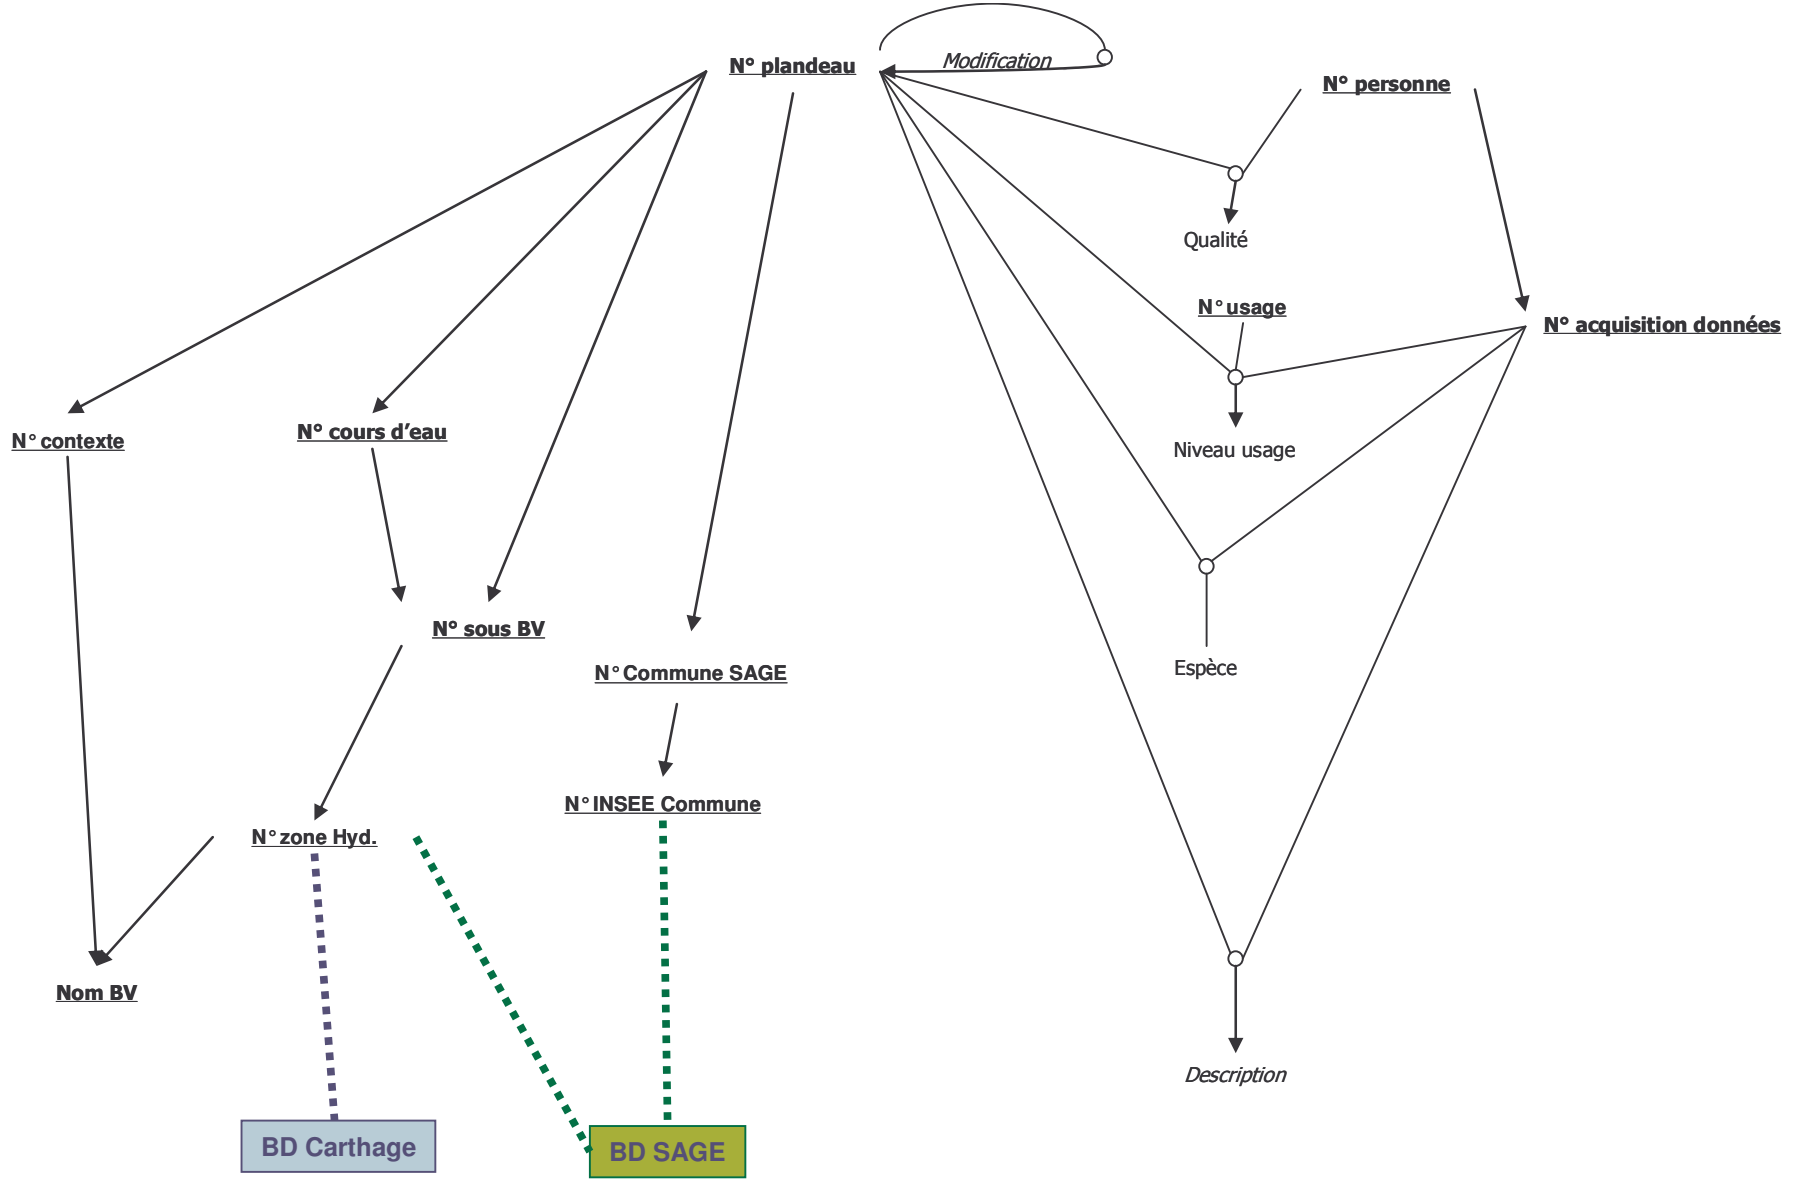 Modification
N° plandeau
N° personne
Qualité
N° usage
N° acquisition données
N° contexte
N° cours d’eau
Niveau usage
N° sous BV
Espèce
N° Commune SAGE
N° INSEE Commune
N° zone Hyd.
Nom BV
Description
BD Carthage
BD SAGE